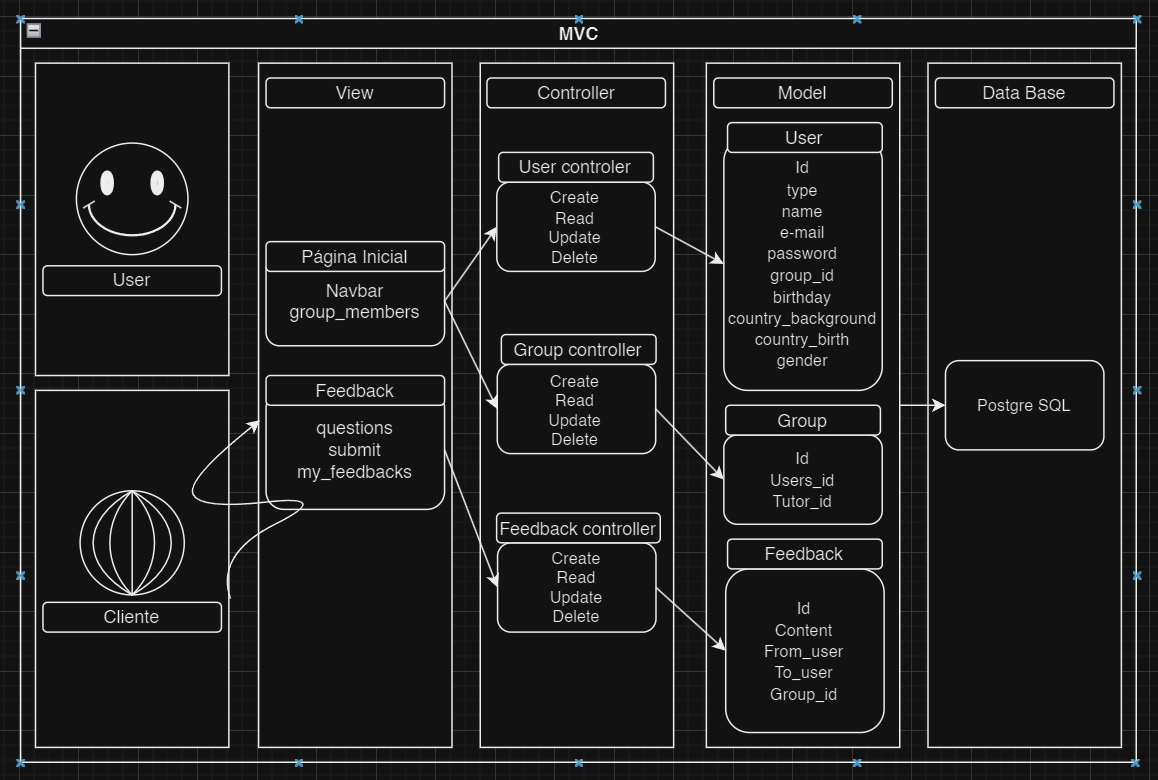 MVC
User
Cliente
View
Página Inicial
Navbar
group_members
Feedback
questions
submit
my_feedbacks
Controller
User controler
Create
Read
Update
Delete
Group controller
Create
Read
Update
Delete
Feedback controller
Create
Read
Update
Delete
Model
User
Id
type
name
e-mail
password
group_id
birthday
country_background
country_birth
gender
Group
Id
Users_id
Tutor_id
Feedback
Id
Content
From_user
To_user
Group_id
Data Base
Postgre SQL